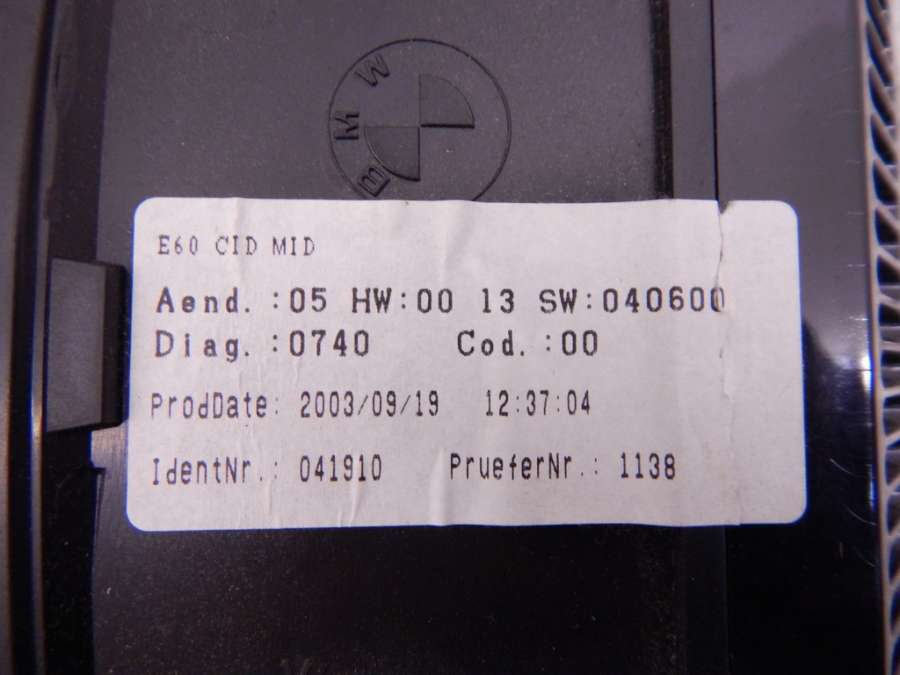 BMW
E60 CID MID
Aend. :05 HW:00 13 SW:040600
Diag. :0740 Cod. :00
ProdDate: 2003/09/19 12:37:04
IdentNr.: 041910 PrueferNr.: 1138